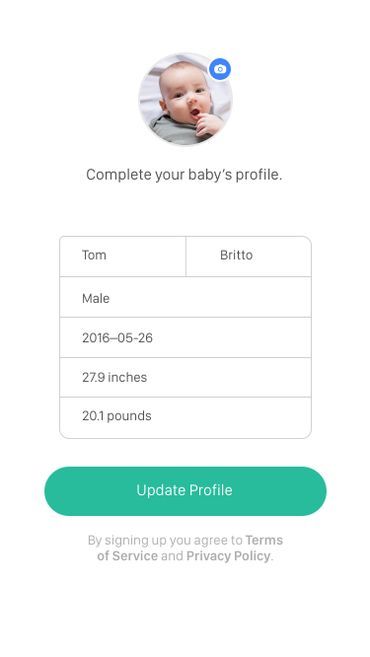 Complete your baby's profile.
Tom Britto
Male
2016–05-26
27.9 inches
20.1 pounds
Update Profile
By signing up you agree to Terms
of Service and Privacy Policy.